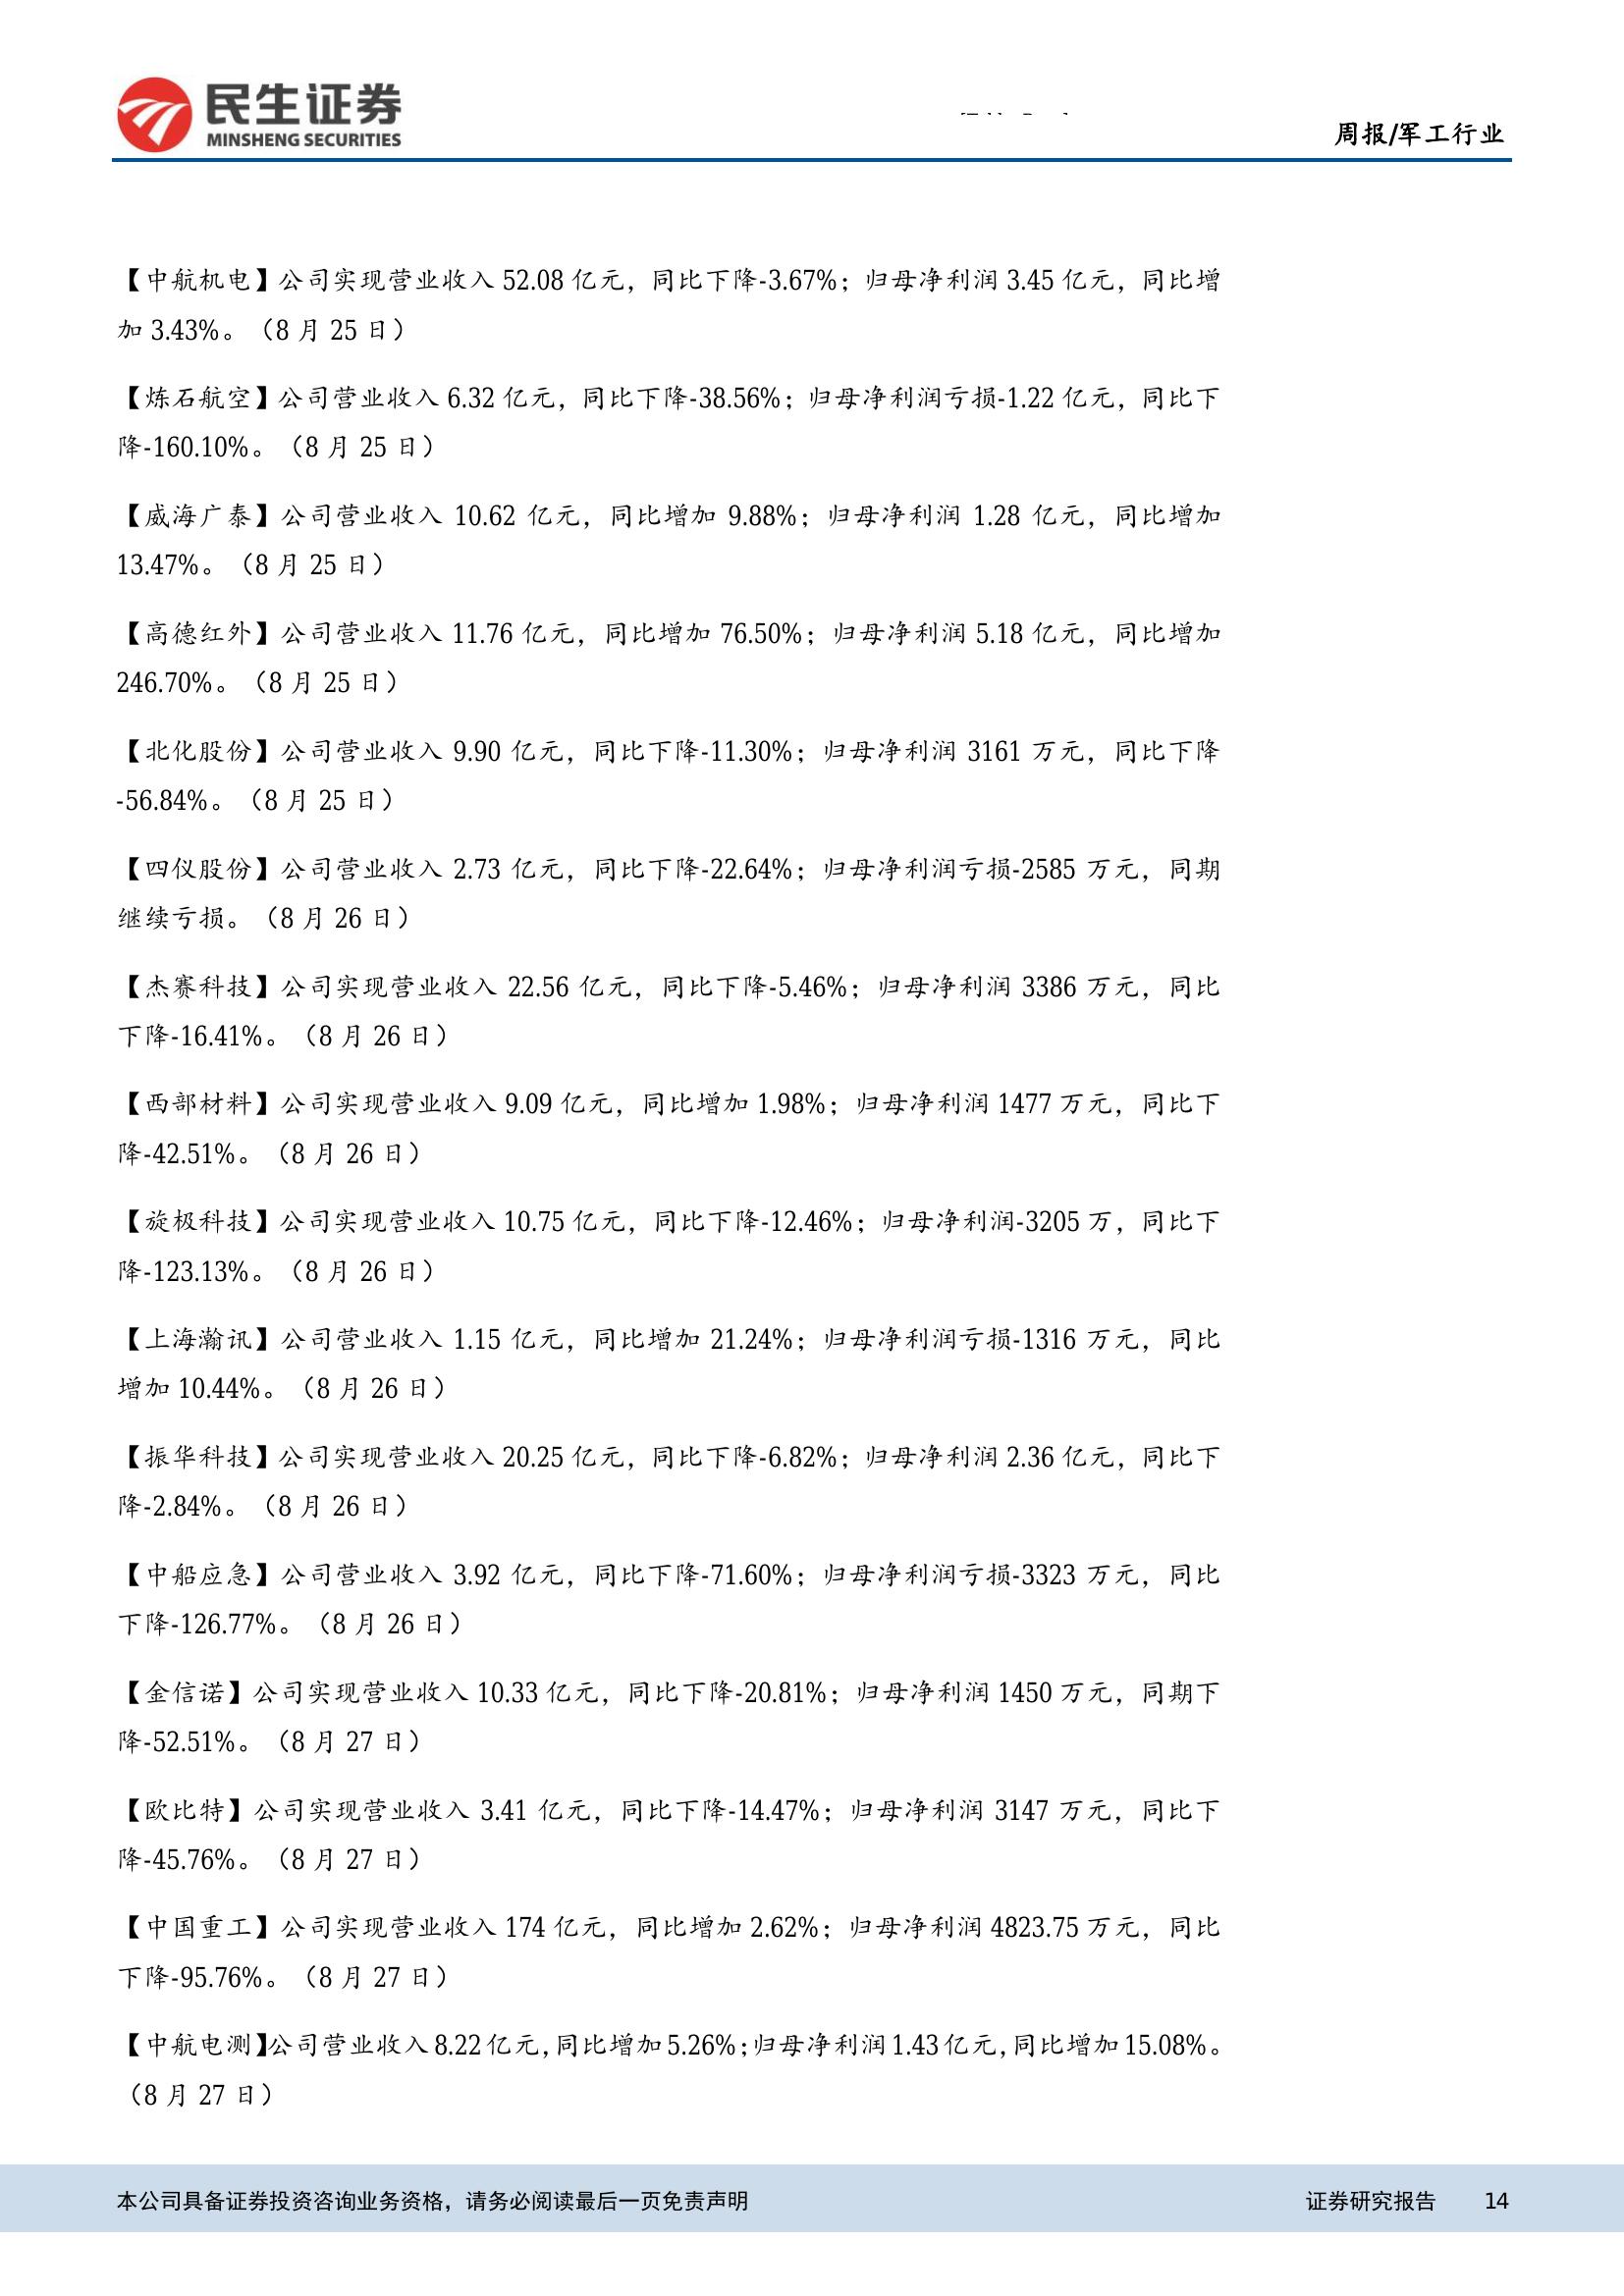 民生证券
MINSHENG SECURITIES
周报/军工行业
【中航机电】公司实现营业收入 52.08 亿元，同比下降-3.67%；归母净利润 3.45 亿元，同比增
加 3.43%。（8 月 25 日）
【炼石航空】公司营业收入 6.32 亿元，同比下降-38.56%；归母净利润亏损-1.22 亿元，同比下
降-160.10%。（8 月 25 日）
【威海广泰】公司营业收入 10.62 亿元，同比增加 9.88%；归母净利润 1.28 亿元，同比增加
13.47%。（8 月 25 日）
【高德红外】公司营业收入 11.76 亿元，同比增加 76.50%；归母净利润 5.18 亿元，同比增加
246.70%。（8 月 25 日）
【北化股份】公司营业收入 9.90 亿元，同比下降-11.30%；归母净利润 3161 万元，同比下降
-56.84%。（8 月 25 日）
【四仪股份】公司营业收入 2.73 亿元，同比下降-22.64%；归母净利润亏损-2585 万元，同期
继续亏损。（8 月 26 日）
【杰赛科技】公司实现营业收入 22.56 亿元，同比下降-5.46%；归母净利润 3386 万元，同比
下降-16.41%。（8 月 26 日）
【西部材料】公司实现营业收入 9.09 亿元，同比增加 1.98%；归母净利润 1477 万元，同比下
降-42.51%。（8 月 26 日）
【旋极科技】公司实现营业收入 10.75 亿元，同比下降-12.46%；归母净利润-3205 万，同比下
降-123.13%。（8 月 26 日）
【上海瀚讯】公司营业收入 1.15 亿元，同比增加 21.24%；归母净利润亏损-1316 万元，同比
增加 10.44%。（8 月 26 日）
【振华科技】公司实现营业收入 20.25 亿元，同比下降-6.82%；归母净利润 2.36 亿元，同比下
降-2.84%。（8 月 26 日）
【中船应急】公司营业收入 3.92 亿元，同比下降-71.60%；归母净利润亏损-3323 万元，同比
下降-126.77%。（8 月 26 日）
【金信诺】公司实现营业收入 10.33 亿元，同比下降-20.81%；归母净利润 1450 万元，同期下
降-52.51%。（8 月 27 日）
【欧比特】公司实现营业收入 3.41 亿元，同比下降-14.47%；归母净利润 3147 万元，同比下
降-45.76%。（8 月 27 日）
【中国重工】公司实现营业收入 174 亿元，同比增加 2.62%；归母净利润 4823.75 万元，同比
下降-95.76%。（8 月 27 日）
【中航电测】公司营业收入 8.22 亿元，同比增加 5.26%；归母净利润 1.43 亿元，同比增加 15.08%。
（8 月 27 日）
本公司具备证券投资咨询业务资格，请务必阅读最后一页免责声明
证券研究报告 14